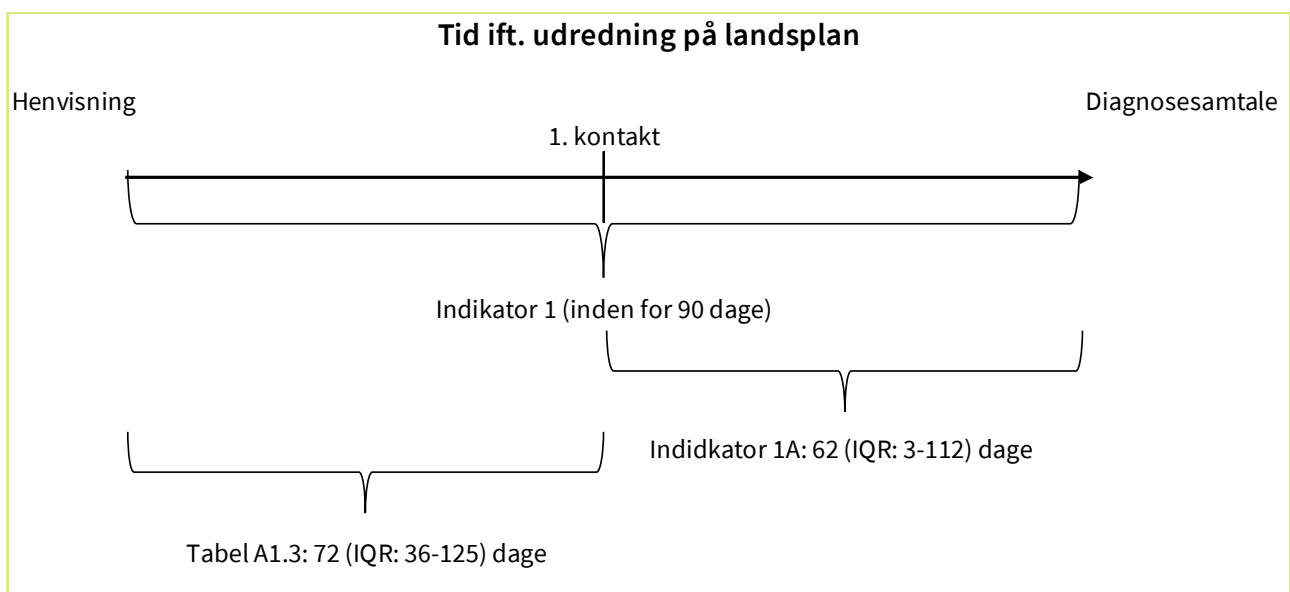 Tid ift. udredning på landsplan
Henvisning
Diagnosesamtale
1. kontakt
Indikator 1 (inden for 90 dage)
Indidkator 1A: 62 (IQR: 3-112) dage
Tabel A1.3: 72 (IQR: 36-125) dage